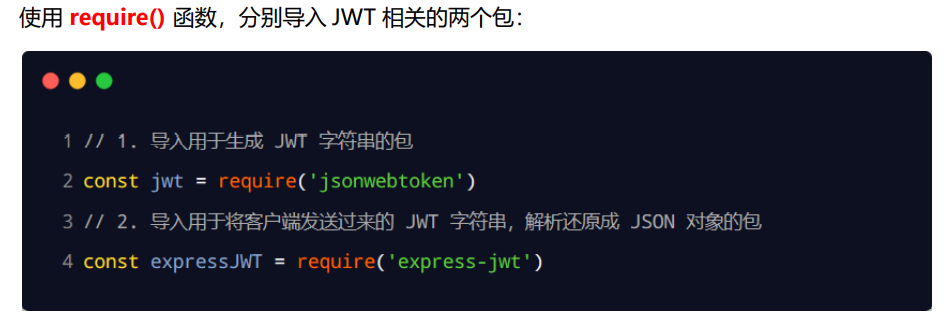 使用 require() 函数，分别导入 JWT 相关的两个包：
1 // 1. 导入用于生成 JWT 字符串的包
2 const jwt = require('jsonwebtoken')
3 // 2. 导入用于将客户端发送过来的 JWT 字符串，解析还原成 JSON 对象的包
4 const expressJWT = require('express-jwt')